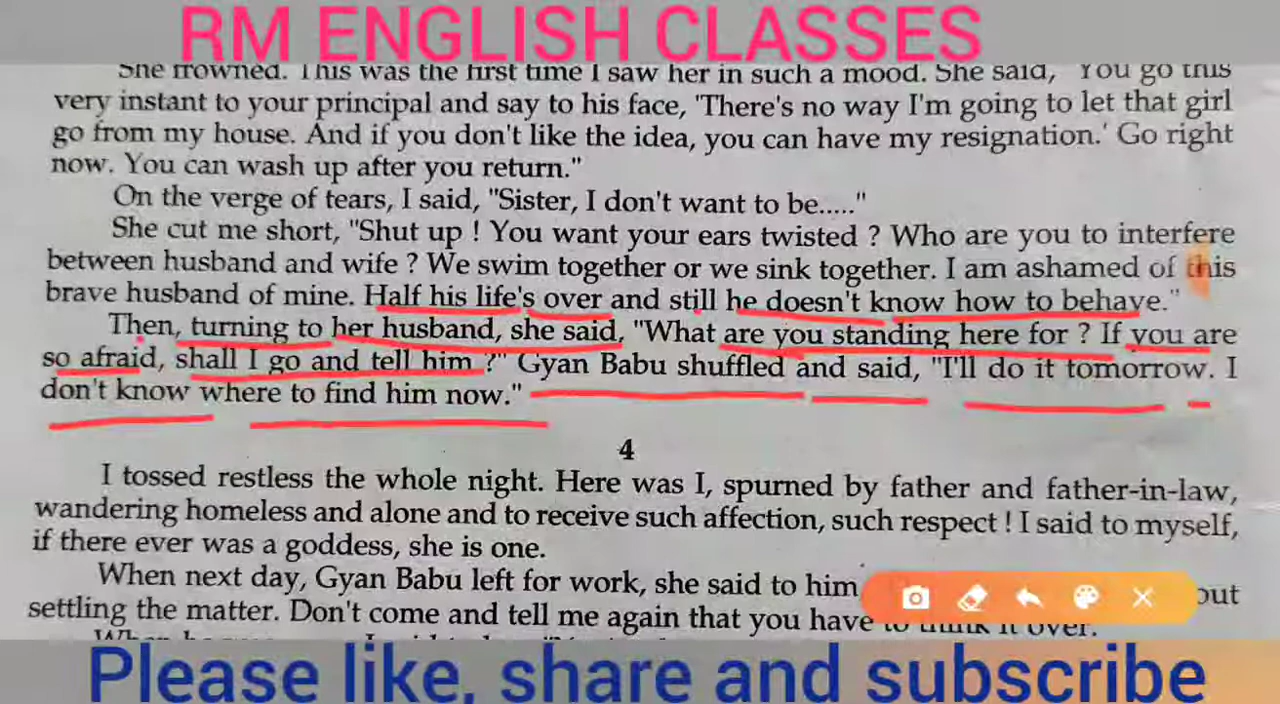 RM ENGLISH CLASSES
She frowned. This was the first time I saw her in such a mood. She said, "You go this
very instant to your principal and say to his face, 'There's no way I'm going to let that girl
go from my house. And if you don't like the idea, you can have my resignation.' Go right
now. You can wash up after you return."
On the verge of tears, I said, "Sister, I don't want to be....."
She cut me short, "Shut up ! You want your ears twisted ? Who are you to interfere
between husband and wife ? We swim together or we sink together. I am ashamed of this
brave husband of mine. Half his life's over and still he doesn't know how to behave."
Then, turning to her husband, she said, "What are you standing here for ? If you are
so afraid, shall I go and tell him ?" Gyan Babu shuffled and said, "I'll do it tomorrow. I
don't know where to find him now."
4
I tossed restless the whole night. Here was I, spurned by father and father-in-law,
wandering homeless and alone and to receive such affection, such respect ! I said to myself,
if there ever was a goddess, she is one.
When next day, Gyan Babu left for work, she said to him out
settling the matter. Don't come and tell me again that you have to think it over.
Please like, share and subscribe